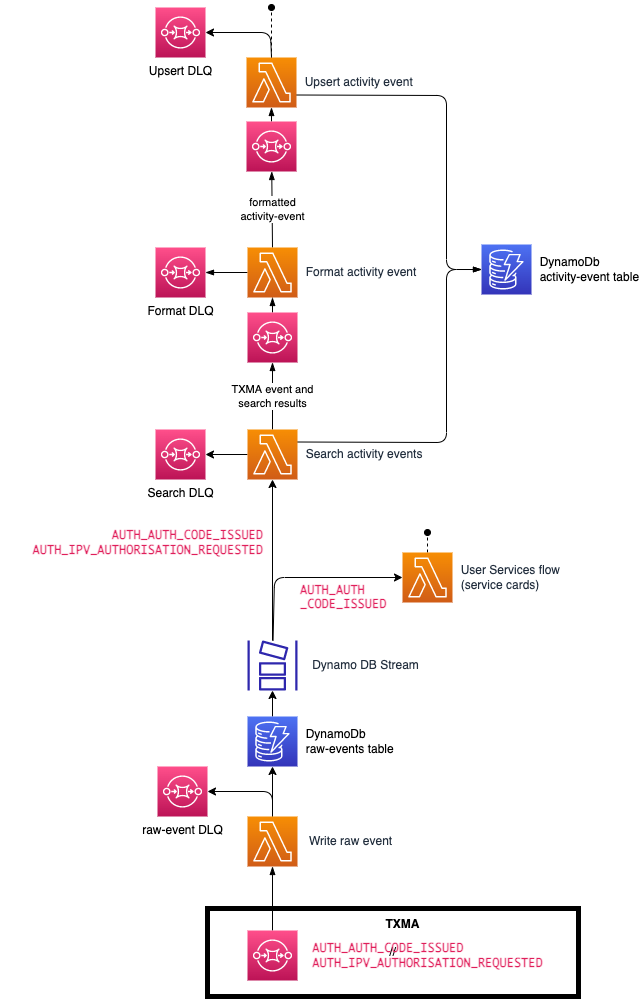 Upsert DLQ
Upsert activity event
formatted
activity-event
DynamoDb
activity-event table
Format activity event
Format DLQ
TXMA event and
search results
Search activity events
Search DLQ
AUTH_AUTH_CODE_ISSUED
AUTH_IPV_AUTHORISATION_REQUESTED
User Services flow
(service cards)
AUTH_AUTH
_CODE_ISSUED
Dynamo DB Stream
DynamoDb
raw-events table
raw-event DLQ
Write raw event
TXMA
AUTH_AUTH_CODE_ISSUED
//
AUTH_IPV_AUTHORISATION_REQUESTED